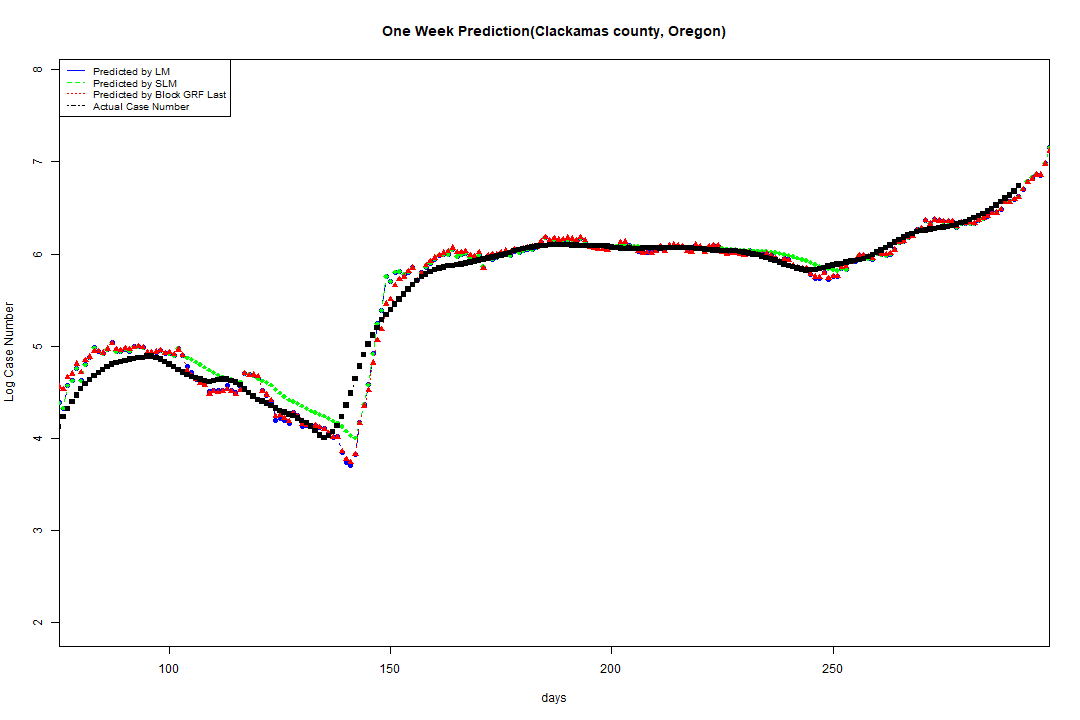 One Week Prediction(Clackamas county, Oregon)
Predicted by LM
Predicted by SLM
Predicted by Block GRF Last
Actual Case Number
8
7
6
5
4
3
2
Log Case Number
100 150 200 250
days